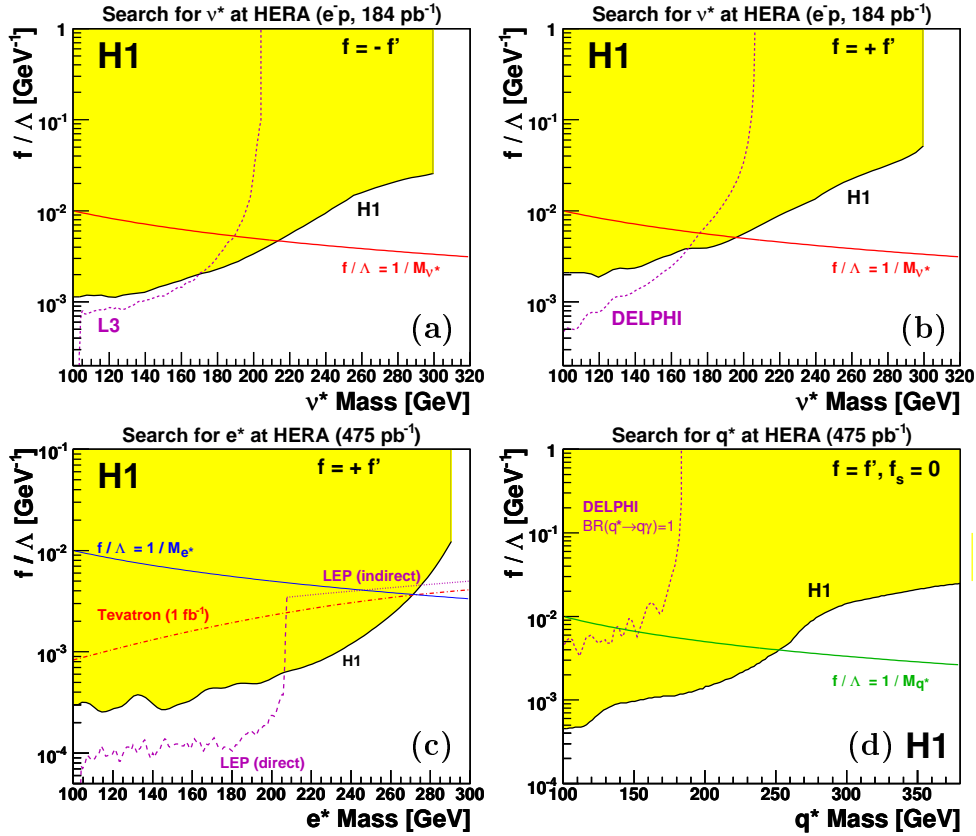 Search for ν* at HERA (e⁻p, 184 pb⁻¹)
H1
f = - f'
f / Λ [GeV⁻¹]
1
10⁻¹
10⁻²
10⁻³
H1
f / Λ = 1 / M_ν*
L3
(a)
100 120 140 160 180 200 220 240 260 280 300 320
ν* Mass [GeV]
Search for ν* at HERA (e⁻p, 184 pb⁻¹)
H1
f = + f'
f / Λ [GeV⁻¹]
1
10⁻¹
10⁻²
10⁻³
H1
f / Λ = 1 / M_ν*
DELPHI
(b)
100 120 140 160 180 200 220 240 260 280 300 320
ν* Mass [GeV]
Search for e* at HERA (475 pb⁻¹)
H1
f = + f'
f / Λ [GeV⁻¹]
10⁻¹
10⁻²
10⁻³
10⁻⁴
f / Λ = 1 / M_e*
LEP (indirect)
Tevatron (1 fb⁻¹)
H1
LEP (direct)
(c)
100 120 140 160 180 200 220 240 260 280 300
e* Mass [GeV]
Search for q* at HERA (475 pb⁻¹)
f = f', f_s = 0
f / Λ [GeV⁻¹]
1
10⁻¹
10⁻²
10⁻³
10⁻⁴
DELPHI
BR(q*→qγ)=1
H1
f / Λ = 1 / M_q*
(d)
H1
100 150 200 250 300 350
q* Mass [GeV]